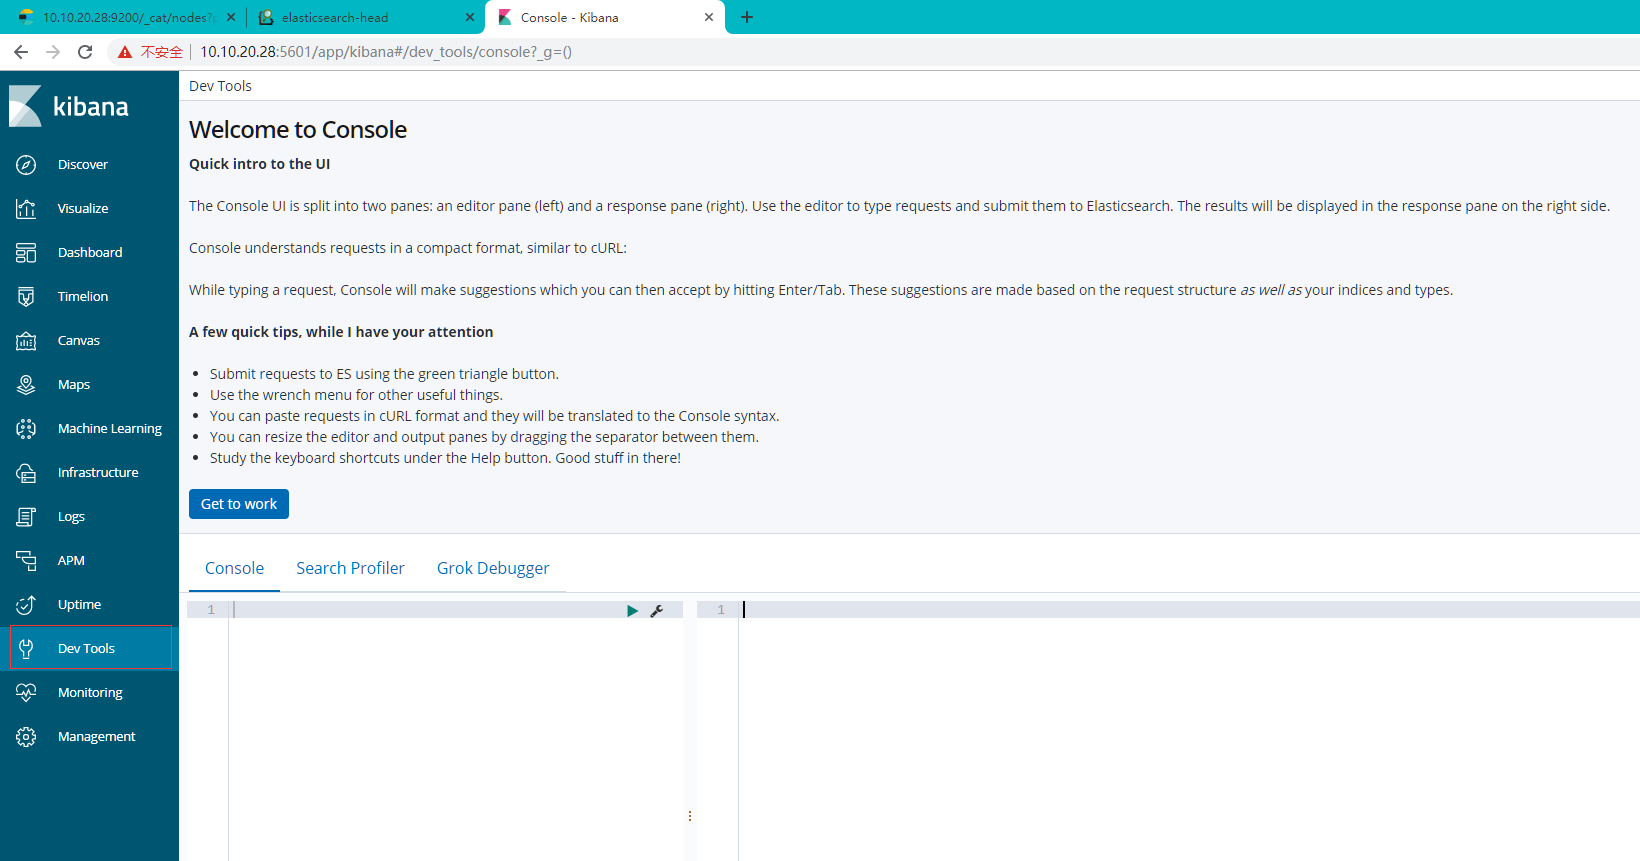 10.10.20.28:9200/_cat/nodes?p
elasticsearch-head
Console - Kibana
不安全
10.10.20.28:5601/app/kibana#/dev_tools/console?_g=()
kibana
Discover
Visualize
Dashboard
Timelion
Canvas
Maps
Machine Learning
Infrastructure
Logs
APM
Uptime
Dev Tools
Monitoring
Management
Dev Tools
Welcome to Console
Quick intro to the UI
The Console UI is split into two panes: an editor pane (left) and a response pane (right). Use the editor to type requests and submit them to Elasticsearch. The results will be displayed in the response pane on the right side.
Console understands requests in a compact format, similar to cURL:
While typing a request, Console will make suggestions which you can then accept by hitting Enter/Tab. These suggestions are made based on the request structure as well as your indices and types.
A few quick tips, while I have your attention
Submit requests to ES using the green triangle button.
Use the wrench menu for other useful things.
You can paste requests in cURL format and they will be translated to the Console syntax.
You can resize the editor and output panes by dragging the separator between them.
Study the keyboard shortcuts under the Help button. Good stuff in there!
Get to work
Console
Search Profiler
Grok Debugger
1
1